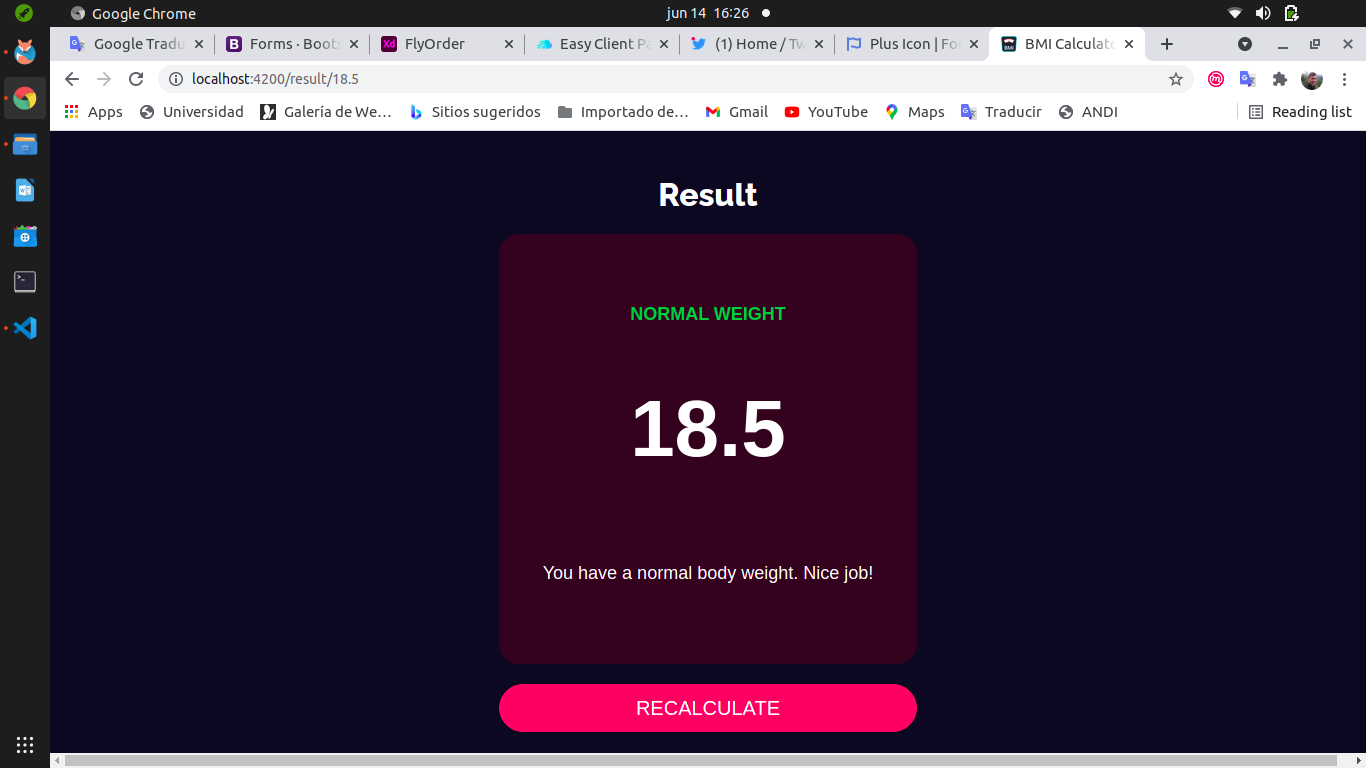 Google Chrome
jun 14 16:26
Google Tradu
Forms · Boots
FlyOrder
Easy Client Pa
(1) Home / Tw
Plus Icon | Fo
BMI Calculato
localhost:4200/result/18.5
Apps
Universidad
Galería de We…
Sitios sugeridos
Importado de…
Gmail
YouTube
Maps
Traducir
ANDI
Reading list
Result
NORMAL WEIGHT
18.5
You have a normal body weight. Nice job!
RECALCULATE